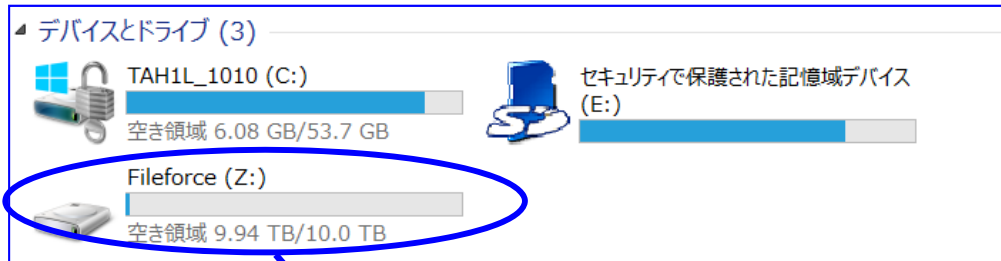 デバイスとドライブ (3)
TAH1L_1010 (C:)
空き領域 6.08 GB/53.7 GB
セキュリティで保護された記憶域デバイス
(E:)
Fileforce (Z:)
空き領域 9.94 TB/10.0 TB